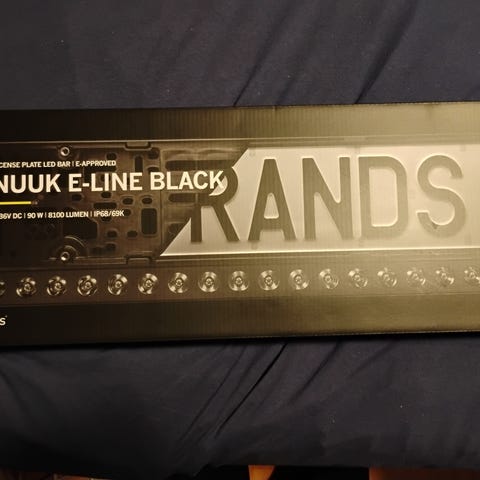 CENSE PLATE LED BAR | E-APPROVED
NUUK E-LINE BLACK
36V DC | 90 W | 8100 LUMEN | IP68/69K
RANDS
S